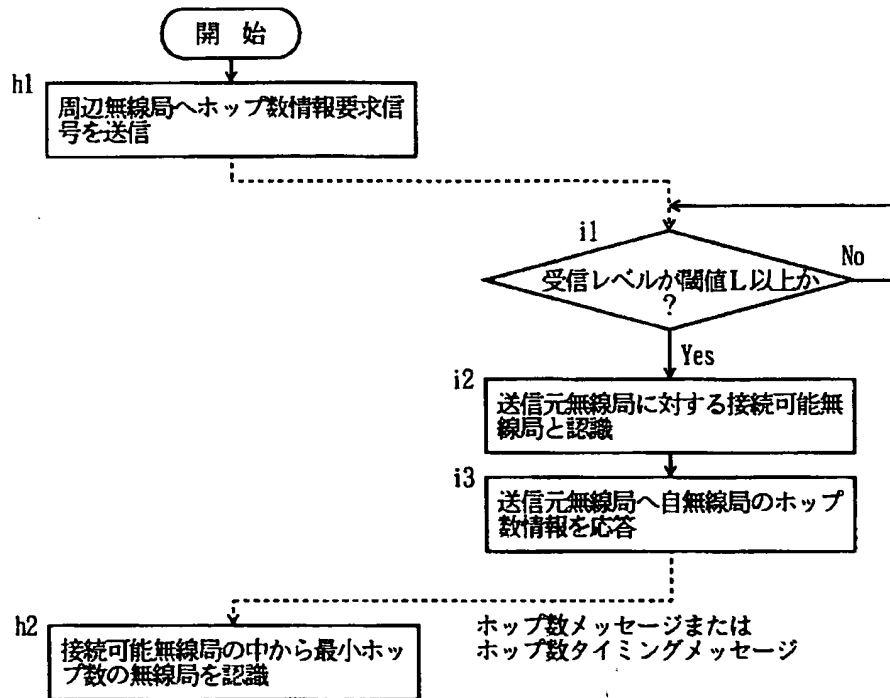 開 始
h1
周辺無線局へホップ数情報要求信
号を送信
i1
No
受信レベルが閾値L以上か
?
Yes
i2
送信元無線局に対する接続可能無
線局と認識
i3
送信元無線局へ自無線局のホップ
数情報を応答
h2
接続可能無線局の中から最小ホッ
プ数の無線局を認識
ホップ数メッセージまたは
ホップ数タイミングメッセージ